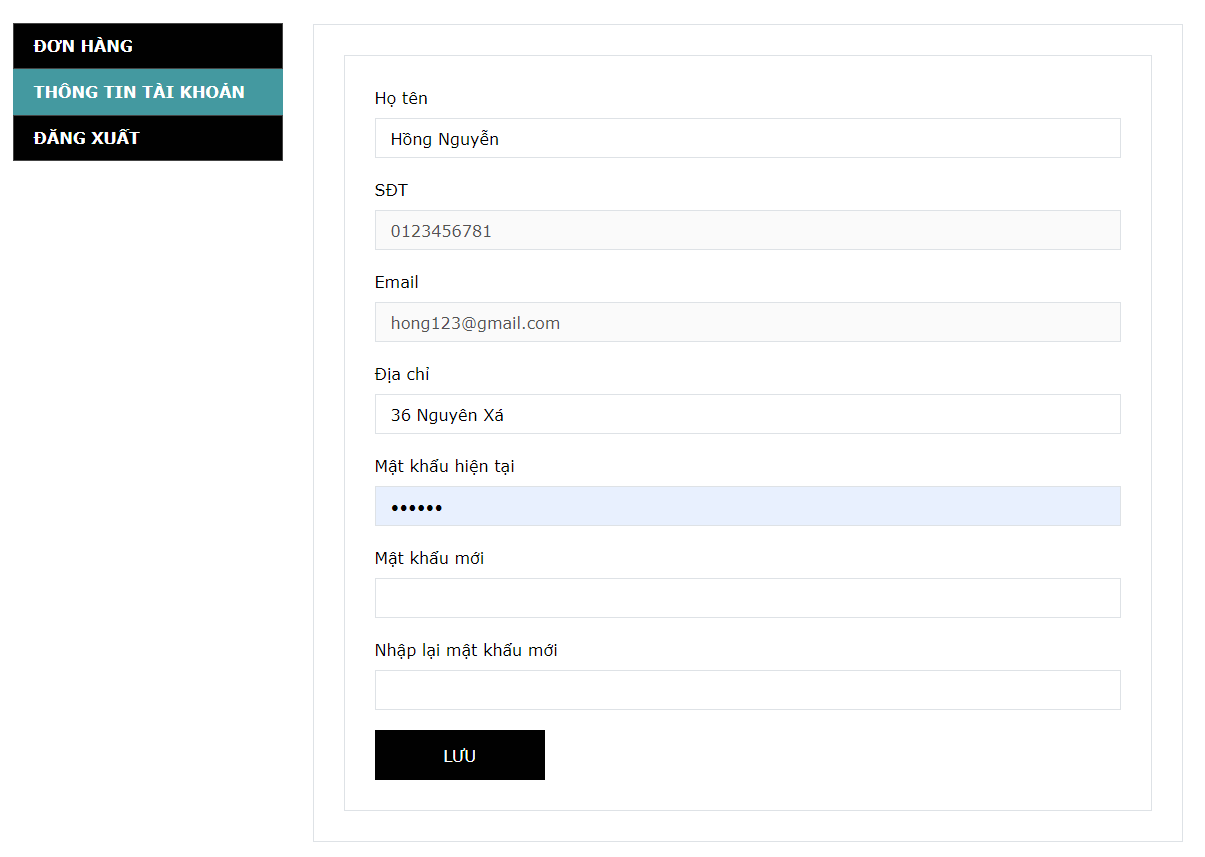 ĐƠN HÀNG
THÔNG TIN TÀI KHOẢN
ĐĂNG XUẤT
Họ tên
Hồng Nguyễn
SĐT
0123456781
Email
hong123@gmail.com
Địa chỉ
36 Nguyên Xá
Mật khẩu hiện tại
••••••
Mật khẩu mới
Nhập lại mật khẩu mới
LƯU